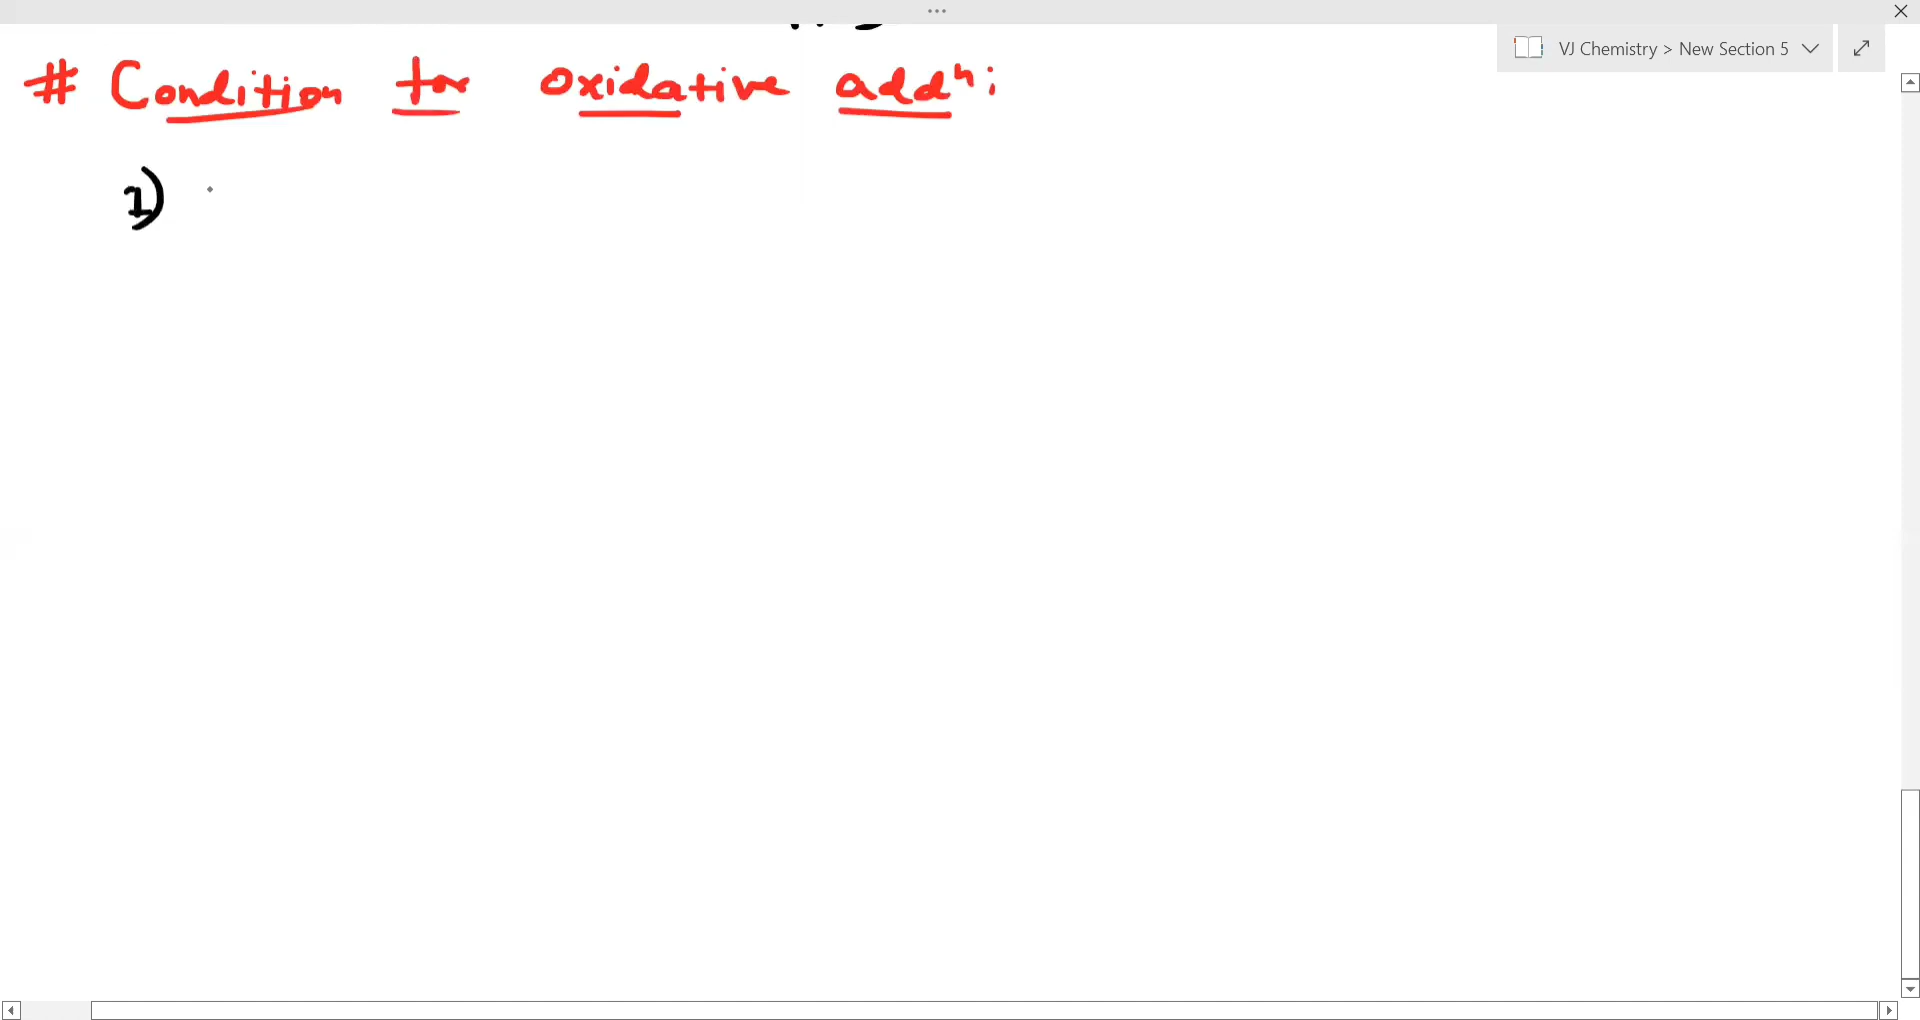 VJ Chemistry > New Section 5
# Condition for oxidative addⁿ:
1)